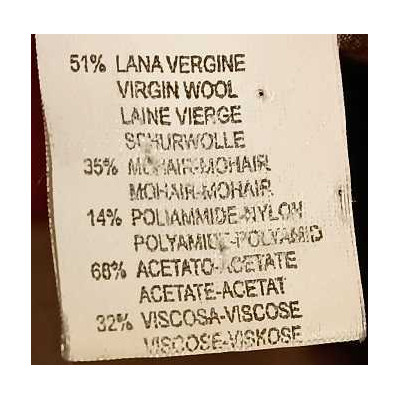 51% LANA VERGINE
VIRGIN WOOL
LAINE VIERGE
SCHURWOLLE
35% MOHAIR-MOHAIR
MOHAIR-MOHAIR
14% POLIAMMIDE-NYLON
POLYAMIDE-POLYAMID
68% ACETATO-ACETATE
ACETATE-ACETAT
32% VISCOSA-VISCOSE
VISCOSE-VISKOSE